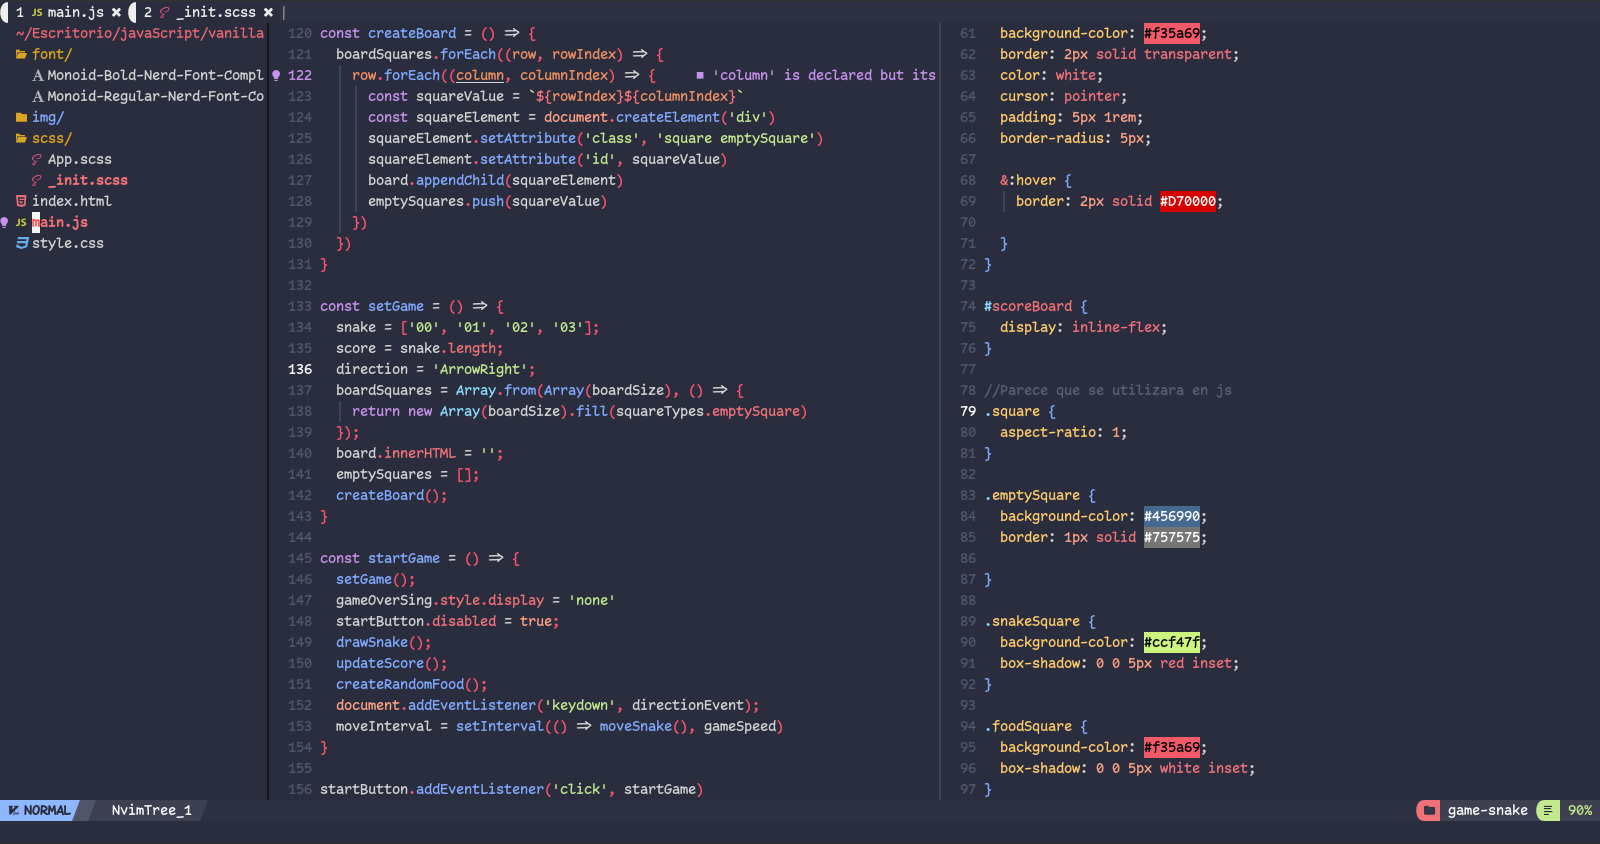 1 JS main.js ✖ 2 _init.scss ✖ |
~/Escritorio/javaScript/vanilla
font/
A Monoid-Bold-Nerd-Font-Compl
A Monoid-Regular-Nerd-Font-Co
img/
scss/
App.scss
_init.scss
index.html
JS main.js
style.css
120 const createBoard = () => {
121 boardSquares.forEach((row, rowIndex) => {
122 row.forEach((column, columnIndex) => { ■ 'column' is declared but its
123 const squareValue = `${rowIndex}${columnIndex}`
124 const squareElement = document.createElement('div')
125 squareElement.setAttribute('class', 'square emptySquare')
126 squareElement.setAttribute('id', squareValue)
127 board.appendChild(squareElement)
128 emptySquares.push(squareValue)
129 })
130 })
131 }
132
133 const setGame = () => {
134 snake = ['00', '01', '02', '03'];
135 score = snake.length;
136 direction = 'ArrowRight';
137 boardSquares = Array.from(Array(boardSize), () => {
138 return new Array(boardSize).fill(squareTypes.emptySquare)
139 });
140 board.innerHTML = '';
141 emptySquares = [];
142 createBoard();
143 }
144
145 const startGame = () => {
146 setGame();
147 gameOverSing.style.display = 'none'
148 startButton.disabled = true;
149 drawSnake();
150 updateScore();
151 createRandomFood();
152 document.addEventListener('keydown', directionEvent);
153 moveInterval = setInterval(() => moveSnake(), gameSpeed)
154 }
155
156 startButton.addEventListener('click', startGame)
61 background-color: #f35a69;
62 border: 2px solid transparent;
63 color: white;
64 cursor: pointer;
65 padding: 5px 1rem;
66 border-radius: 5px;
67
68 &:hover {
69 border: 2px solid #D70000;
70
71 }
72 }
73
74 #scoreBoard {
75 display: inline-flex;
76 }
77
78 //Parece que se utilizara en js
79 .square {
80 aspect-ratio: 1;
81 }
82
83 .emptySquare {
84 background-color: #456990;
85 border: 1px solid #757575;
86
87 }
88
89 .snakeSquare {
90 background-color: #ccf47f;
91 box-shadow: 0 0 5px red inset;
92 }
93
94 .foodSquare {
95 background-color: #f35a69;
96 box-shadow: 0 0 5px white inset;
97 }
NORMAL NvimTree_1 game-snake 90%